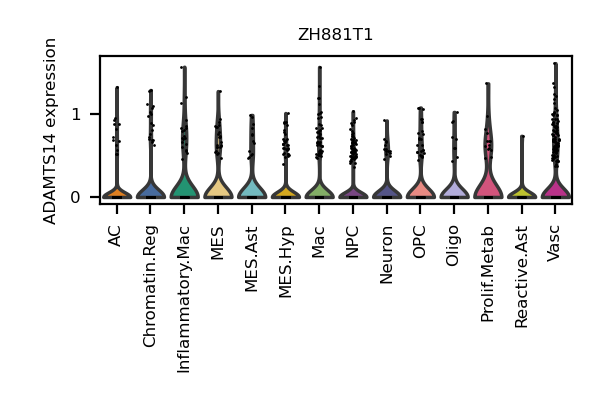 ZH881T1
ADAMTS14 expression
1
0
AC
Chromatin.Reg
Inflammatory.Mac
MES
MES.Ast
MES.Hyp
Mac
NPC
Neuron
OPC
Oligo
Prolif.Metab
Reactive.Ast
Vasc